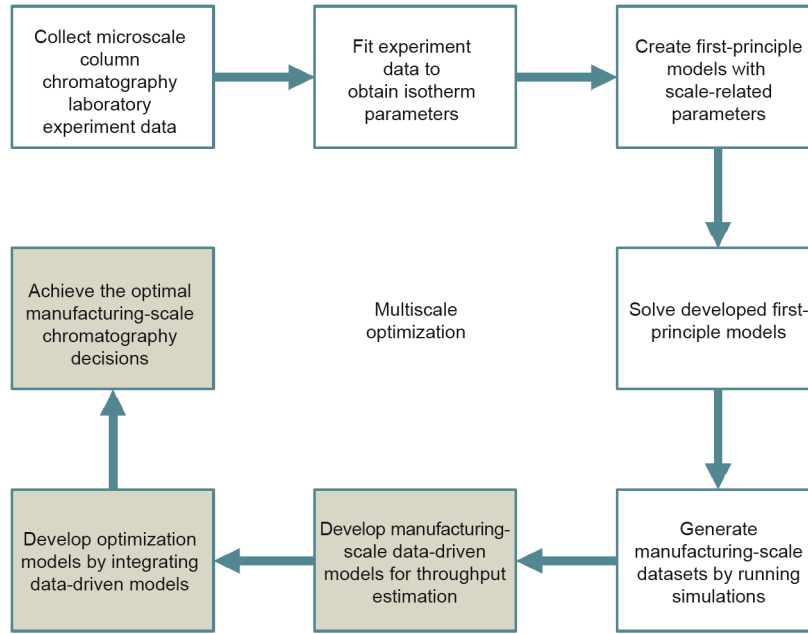 Collect microscale
column
chromatography
laboratory
experiment data
Fit experiment
data to
obtain isotherm
parameters
Create first-principle
models with
scale-related
parameters
Achieve the optimal
manufacturing-scale
chromatography
decisions
Multiscale
optimization
Solve developed first-
principle models
Develop optimization
models by integrating
data-driven models
Develop manufacturing-
scale data-driven
models for throughput
estimation
Generate
manufacturing-scale
datasets by running
simulations